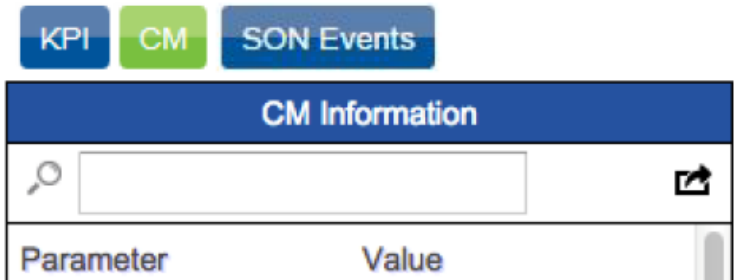 KPI CM SON Events
CM Information
Parameter Value